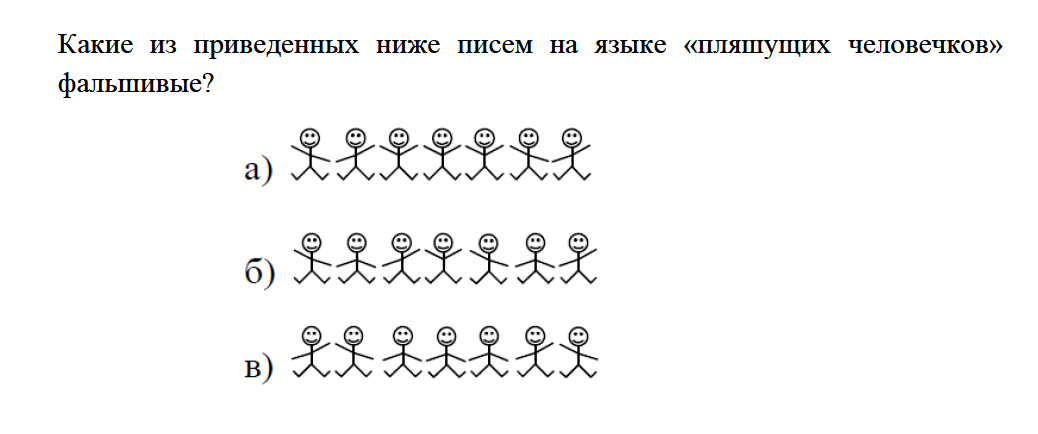 Какие из приведенных ниже писем на языке «пляшущих человечков»
фальшивые?
а)
б)
в)